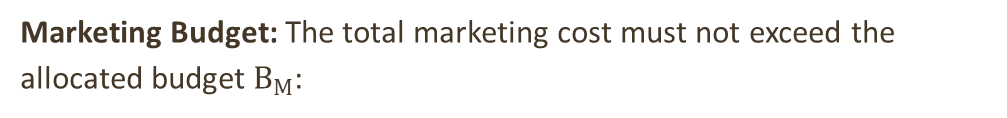 Marketing Budget: The total marketing cost must not exceed the
allocated budget B_M: